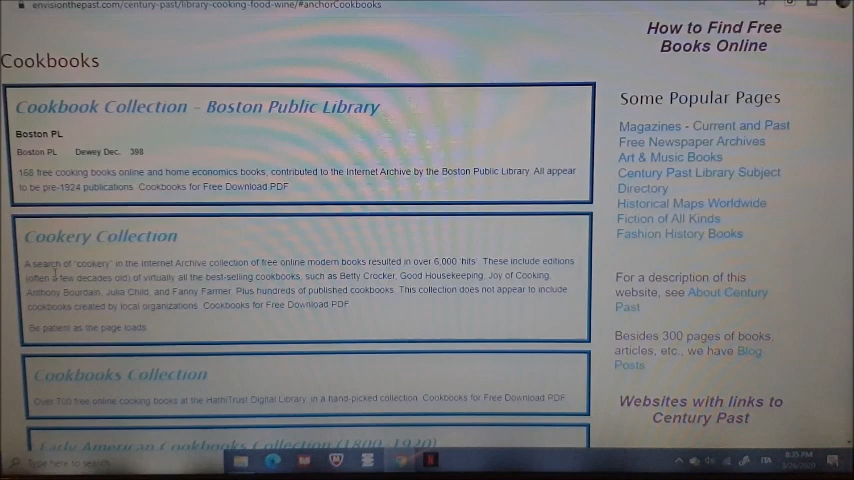 envisionthepast.com/century-past/library-cooking-food-wine/#anchorCookbooks
Cookbooks
Cookbook Collection – Boston Public Library
Boston PL
Boston PL Dewey Dec. 398
168 free cooking books online and home economics books, contributed to the Internet Archive by the Boston Public Library. All appear
to be pre-1924 publications. Cookbooks for Free Download PDF
Cookery Collection
A search of "cookery" in the Internet Archive collection of free online modern books resulted in over 6,000 'hits'. These include editions
(often a few decades old) of virtually all the best-selling cookbooks, such as Betty Crocker, Good Housekeeping, Joy of Cooking,
Anthony Bourdain, Julia Child, and Fanny Farmer. Plus hundreds of published cookbooks. This collection does not appear to include
cookbooks created by local organizations. Cookbooks for Free Download PDF
Be patient as the page loads
Cookbooks Collection
Over 700 free online cooking books at the HathiTrust Digital Library, in a hand-picked collection. Cookbooks for Free Download PDF
Early American Cookbooks Collection (1800-1920)
How to Find Free
Books Online
Some Popular Pages
Magazines - Current and Past
Free Newspaper Archives
Art & Music Books
Century Past Library Subject
Directory
Historical Maps Worldwide
Fiction of All Kinds
Fashion History Books
For a description of this
website, see About Century
Past
Besides 300 pages of books,
articles, etc., we have Blog
Posts
Websites with links to
Century Past
Type here to search
ITA
8:35 PM